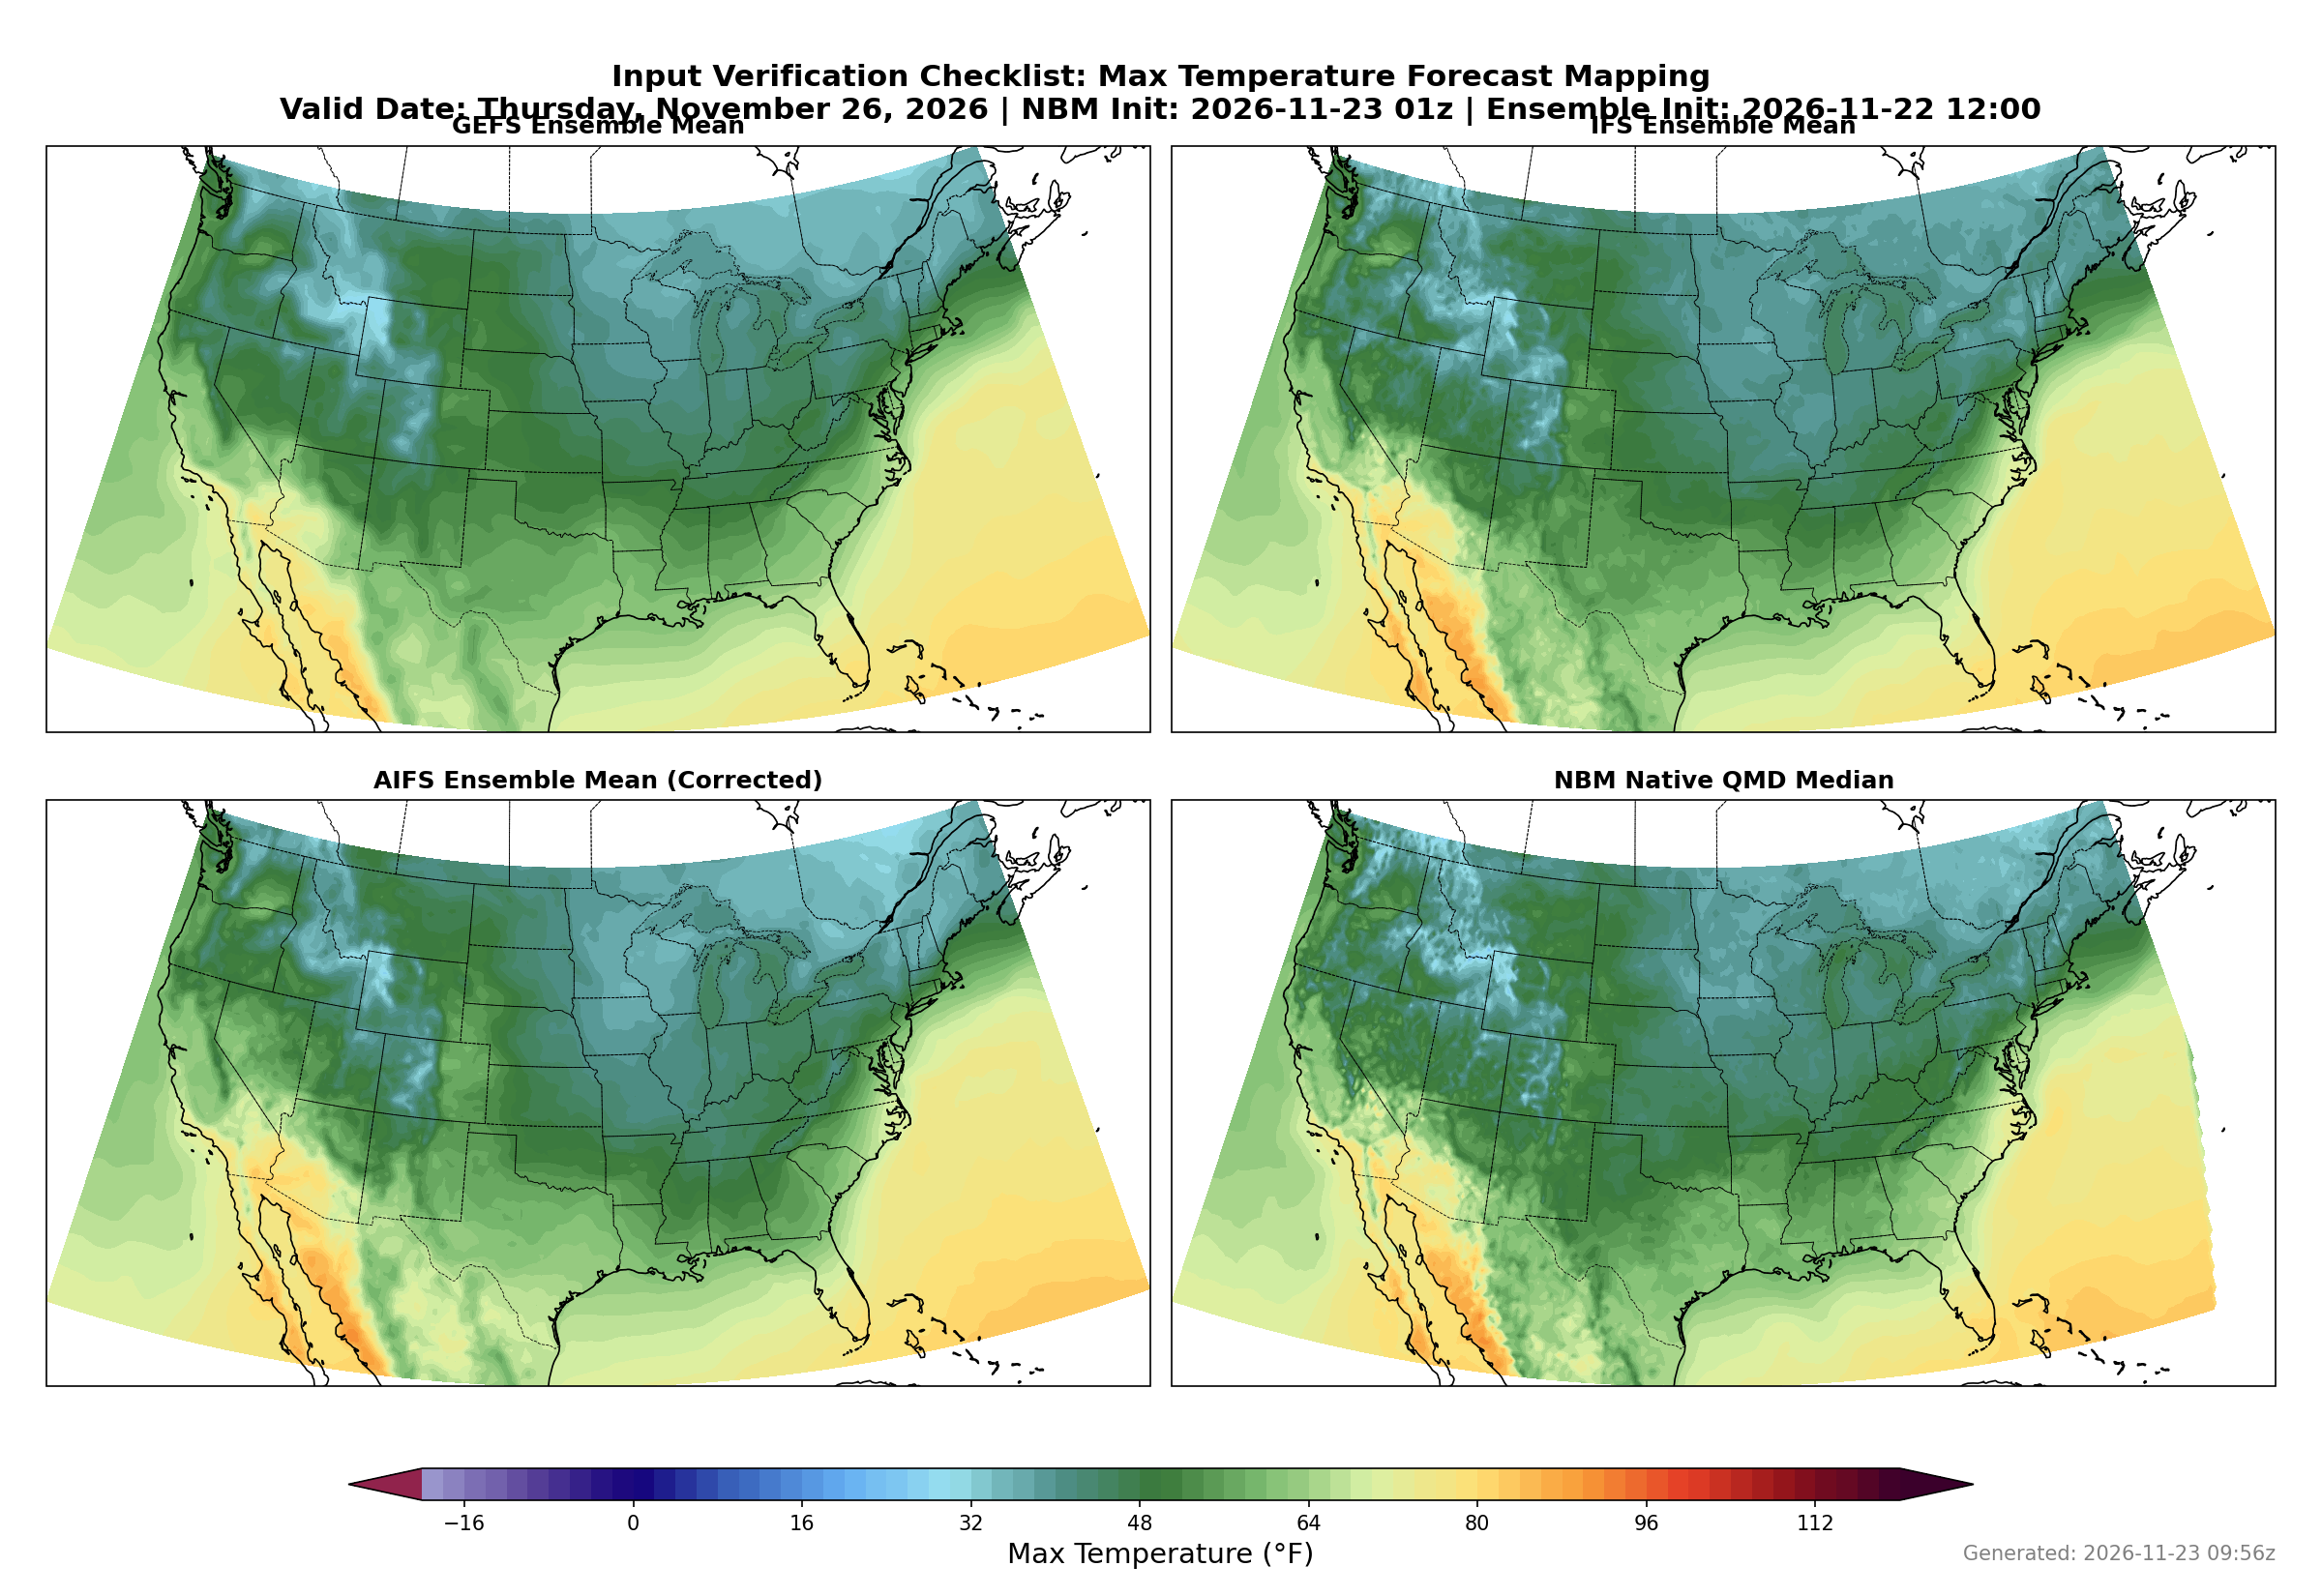 Input Verification Checklist: Max Temperature Forecast Mapping
Valid Date: Thursday, November 26, 2026 | NBM Init: 2026-11-23 01z | Ensemble Init: 2026-11-22 12:00
GEFS Ensemble Mean
IFS Ensemble Mean
AIFS Ensemble Mean (Corrected)
NBM Native QMD Median
−16 0 16 32 48 64 80 96 112
Max Temperature (°F)
Generated: 2026-11-23 09:56z